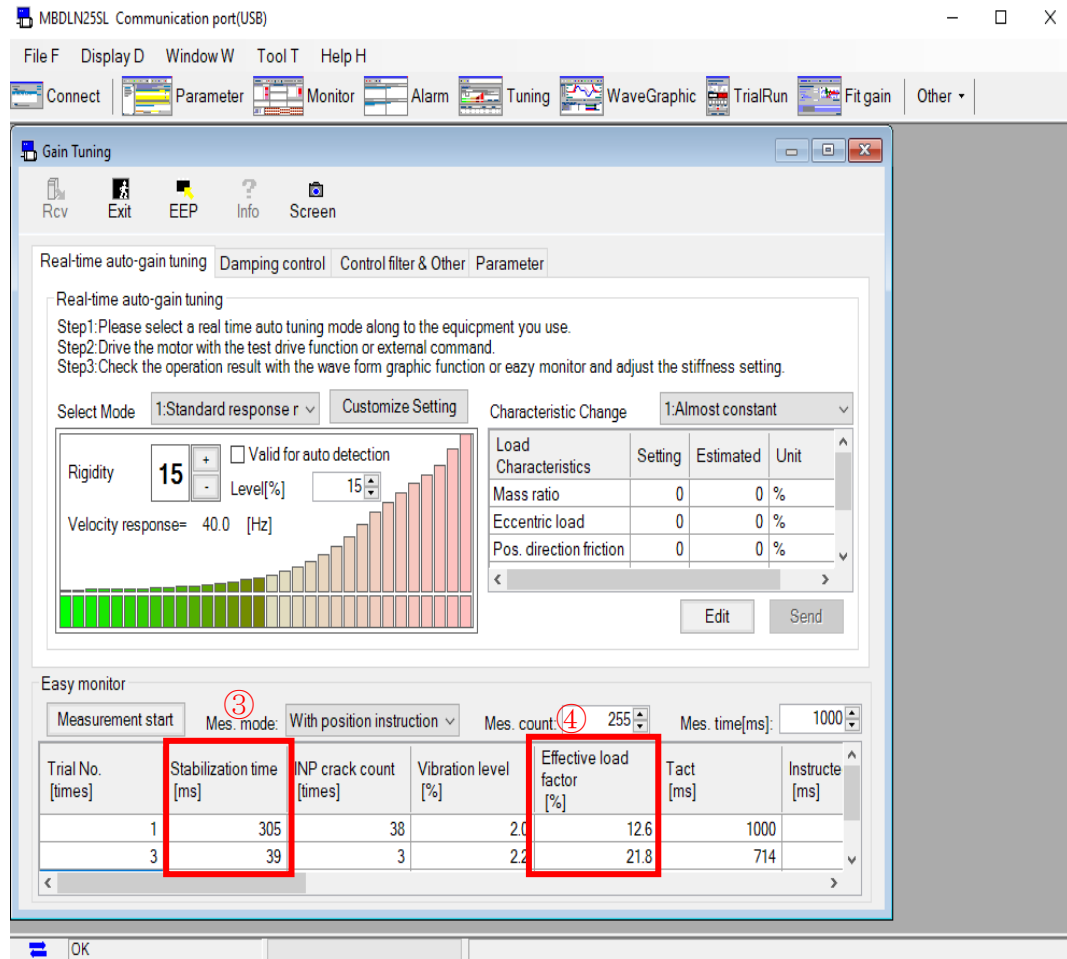 MBDLN25SL Communication port(USB)
File F Display D Window W Tool T Help H
Connect Parameter Monitor Alarm Tuning WaveGraphic TrialRun Fit gain Other
Gain Tuning
Rcv Exit EEP Info Screen
Real-time auto-gain tuning Damping control Control filter & Other Parameter
Real-time auto-gain tuning
Step1:Please select a real time auto tuning mode along to the equicpment you use.
Step2:Drive the motor with the test drive function or external command.
Step3:Check the operation result with the wave form graphic function or eazy monitor and adjust the stiffness setting.
Select Mode 1:Standard response r Customize Setting Characteristic Change 1:Almost constant
Rigidity 15 + -
Valid for auto detection
Level[%] 15
Velocity response= 40.0 [Hz]
Load Characteristics Setting Estimated Unit
Mass ratio 0 0 %
Eccentric load 0 0 %
Pos. direction friction 0 0 %
Edit Send
Easy monitor
③ ④
Measurement start Mes. mode: With position instruction Mes. count: 255 Mes. time[ms]: 1000
Trial No. [times] Stabilization time [ms] INP crack count [times] Vibration level [%] Effective load factor [%] Tact [ms] Instructe [ms]
1 305 38 2.0 12.6 1000
3 39 3 2.2 21.8 714
OK